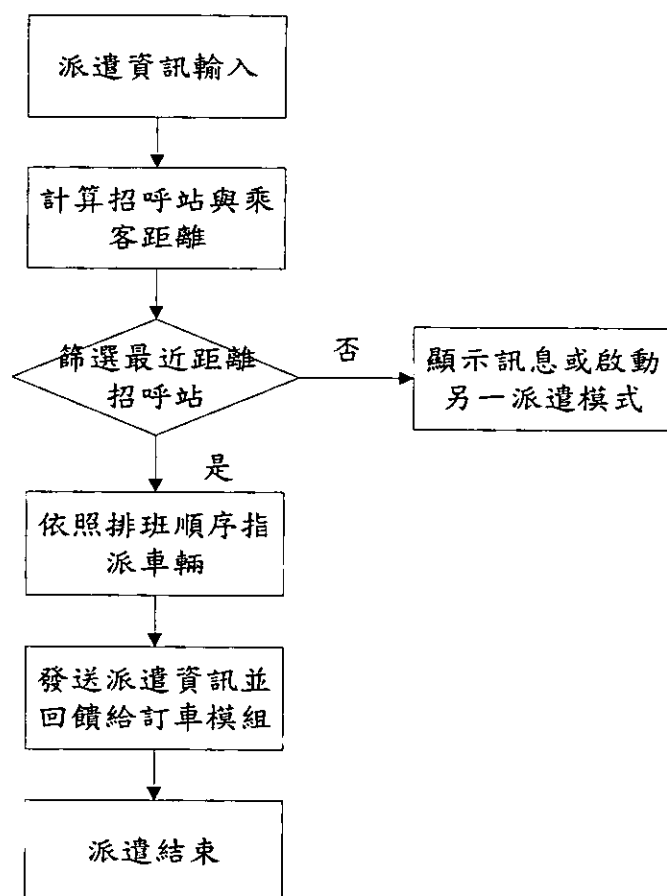 派遣資訊輸入
計算招呼站與乘
客距離
篩選最近距離
招呼站
否
顯示訊息或啟動
另一派遣模式
是
依照排班順序指
派車輛
發送派遣資訊並
回饋給訂車模組
派遣結束